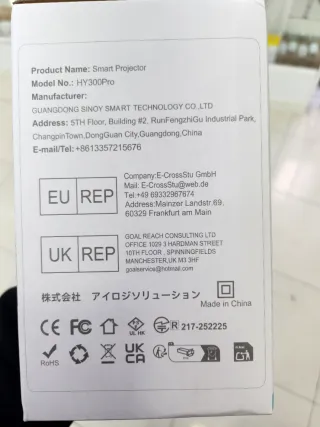 Product Name: Smart Projector
Model No.: HY300Pro
Manufacturer:
GUANGDONG SINOY SMART TECHNOLOGY CO.,LTD
Address: 5TH Floor, Building #2, RunFengzhiGu Industrial Park,
ChangpinTown,DongGuan City,Guangdong,China
E-mail/Tel:+8613357215676
EU REP
Company:E-CrossStu GmbH
Mail: E-CrossStu@web.de
Tel:+49 69332967674
Address:Mainzer Landstr.69,
60329 Frankfurt am Main
UK REP
GOAL REACH CONSULTING LTD
OFFICE 1029 3 HARDMAN STREET
10TH FLOOR , SPINNINGFIELDS
MANCHESTER,UK M3 3HF
goalservice@hotmail.com
株式会社 アイロジソリューション
Made in China
CE FC R 217-252225
RoHS UK CA